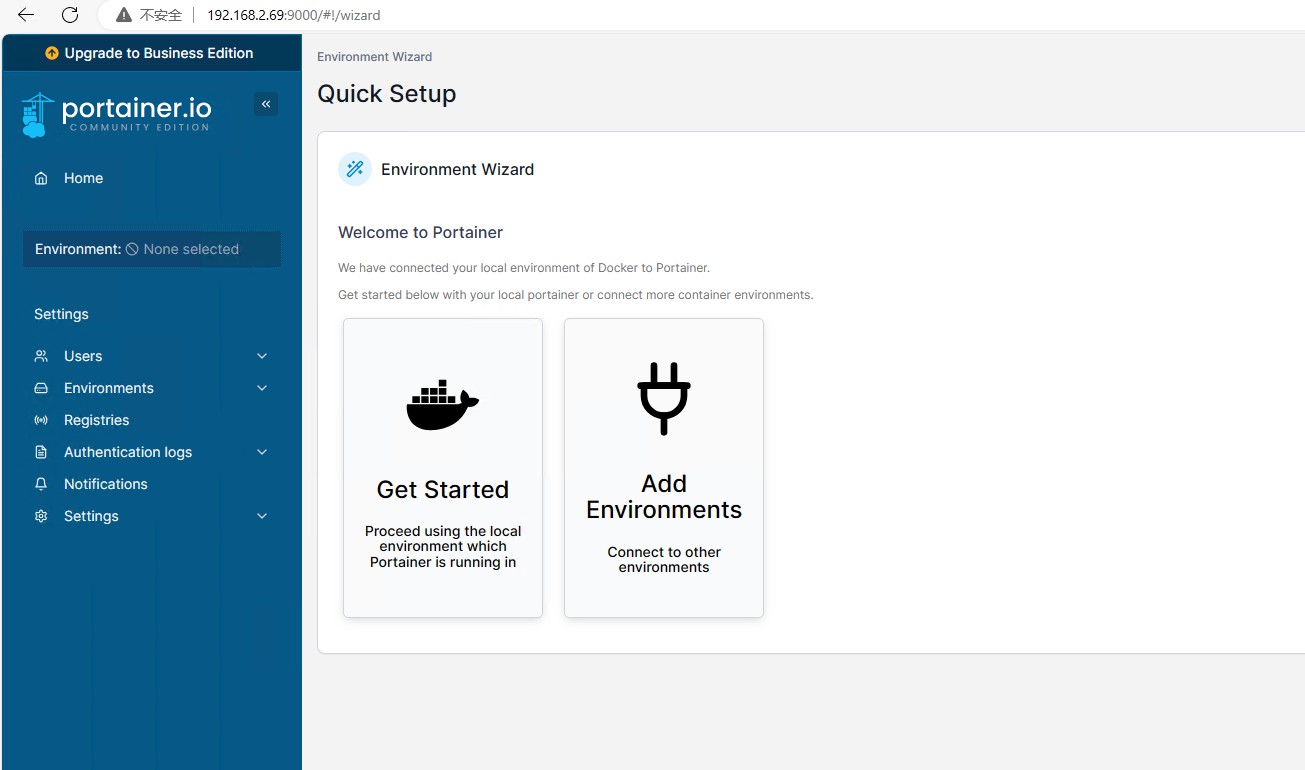 不安全 192.168.2.69:9000/#!/wizard
Upgrade to Business Edition
portainer.io
COMMUNITY EDITION
Home
Environment: None selected
Settings
Users
Environments
Registries
Authentication logs
Notifications
Settings
Environment Wizard
Quick Setup
Environment Wizard
Welcome to Portainer
We have connected your local environment of Docker to Portainer.
Get started below with your local portainer or connect more container environments.
Get Started
Proceed using the local
environment which
Portainer is running in
Add
Environments
Connect to other
environments